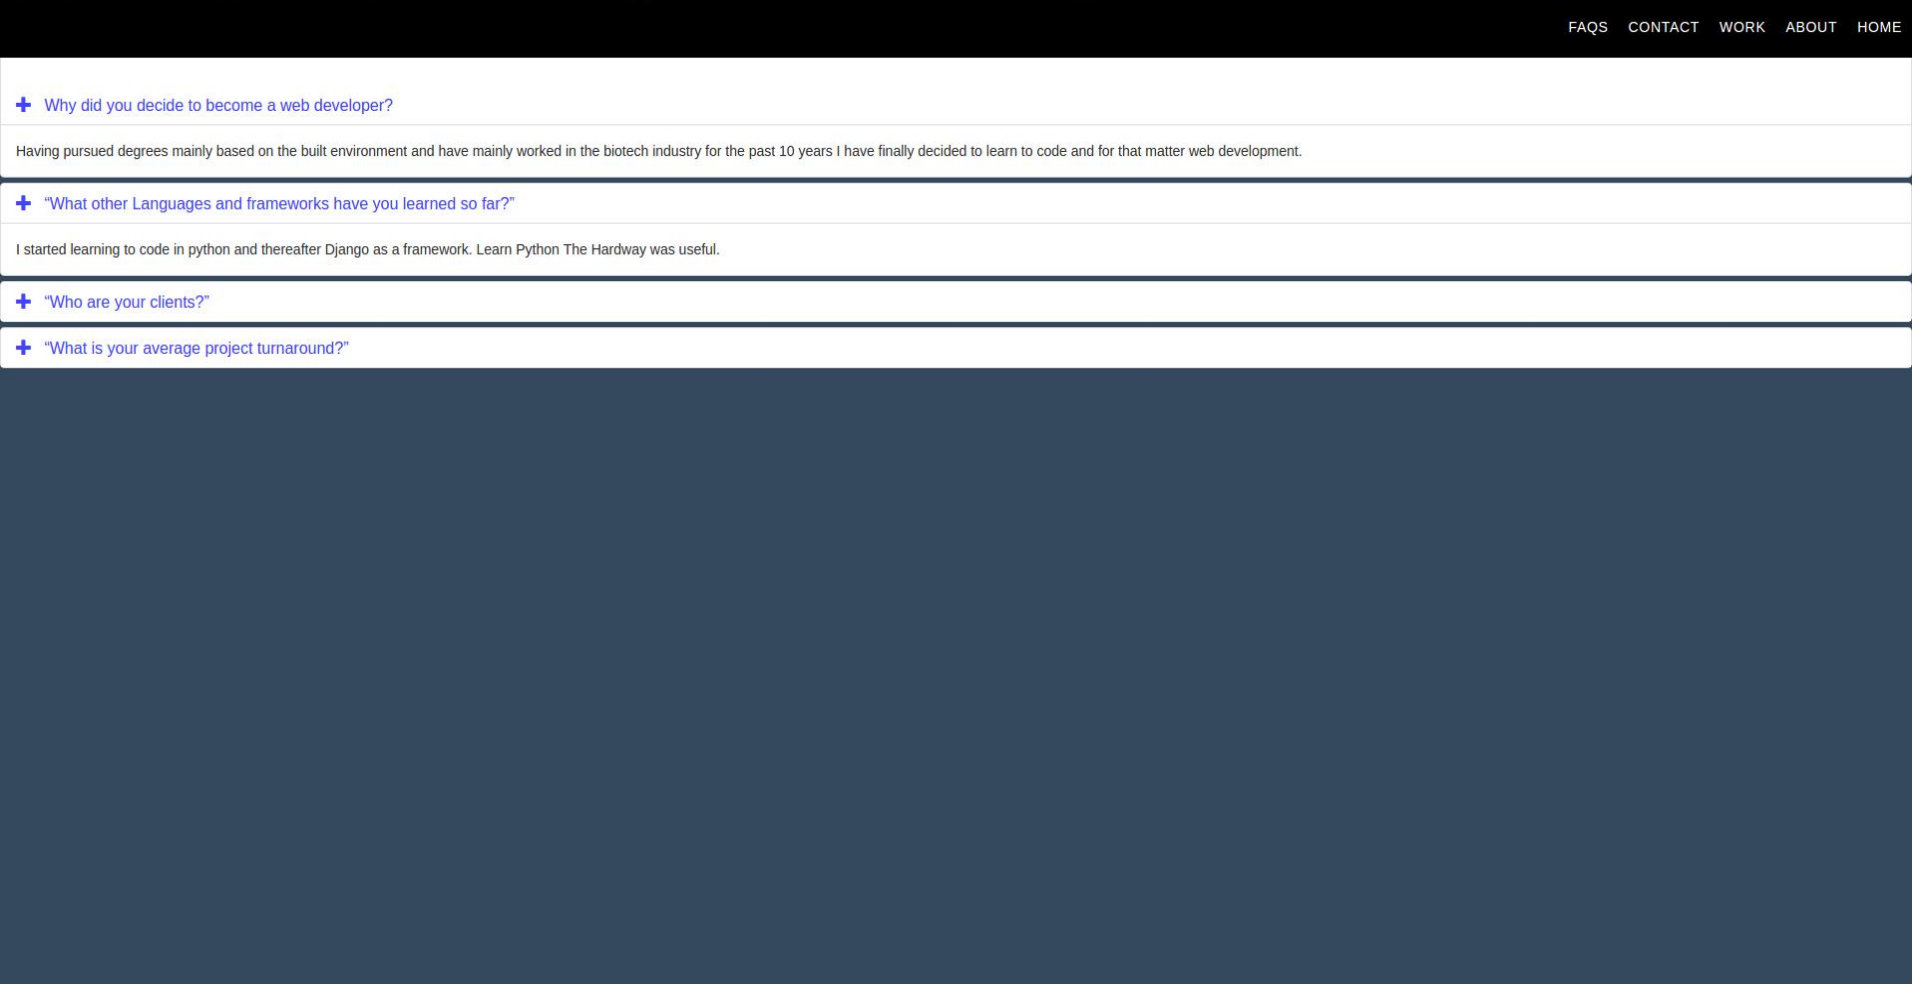 FAQS CONTACT WORK ABOUT HOME
Why did you decide to become a web developer?
Having pursued degrees mainly based on the built environment and have mainly worked in the biotech industry for the past 10 years I have finally decided to learn to code and for that matter web development.
“What other Languages and frameworks have you learned so far?”
I started learning to code in python and thereafter Django as a framework. Learn Python The Hardway was useful.
“Who are your clients?”
“What is your average project turnaround?”